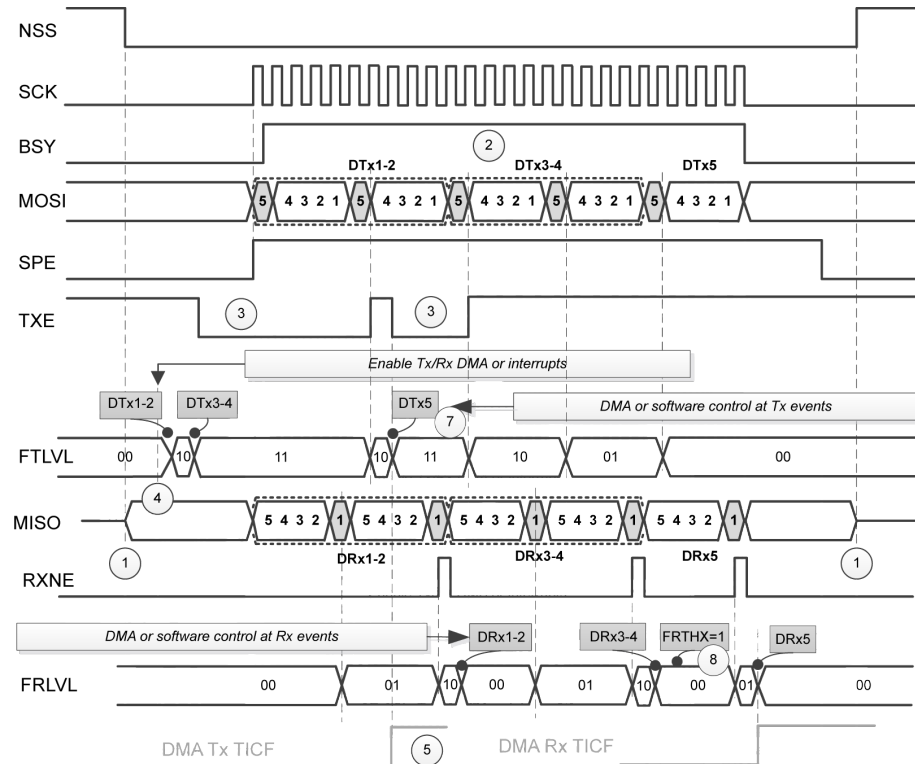 NSS
SCK
BSY
2
DTx1-2 DTx3-4 DTx5
MOSI 5 4 3 2 1 5 4 3 2 1 5 4 3 2 1 5 4 3 2 1 5 4 3 2 1
SPE
TXE 3 3
Enable Tx/Rx DMA or interrupts
DTx1-2 DTx3-4 DTx5 DMA or software control at Tx events
7
FTLVL 00 10 11 10 11 10 01 00
4
MISO 5 4 3 2 1 5 4 3 2 1 5 4 3 2 1 5 4 3 2 1 5 4 3 2 1
1 DRx1-2 DRx3-4 DRx5 1
RXNE
DMA or software control at Rx events DRx1-2 DRx3-4 FRTHX=1 DRx5
8
FRLVL 00 01 10 00 01 10 00 01 00
DMA Tx TICF 5 DMA Rx TICF